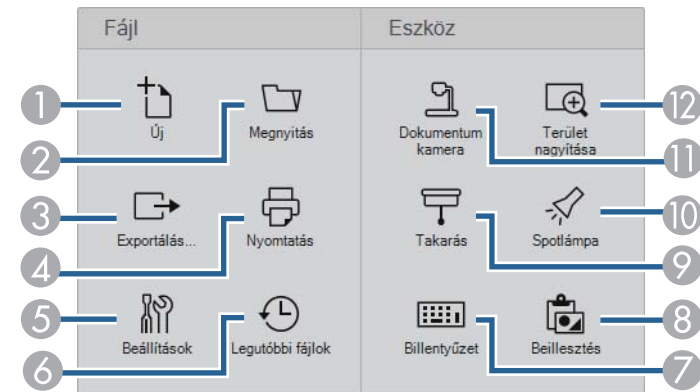 Fájl
Eszköz
1
Új
2
Megnyitás
Dokumentum
kamera
11
Terület
nagyítása
12
3
Exportálás...
4
Nyomtatás
Takarás
9
Spotlámpa
10
5
Beállítások
6
Legutóbbi fájlok
Billentyűzet
7
Beillesztés
8